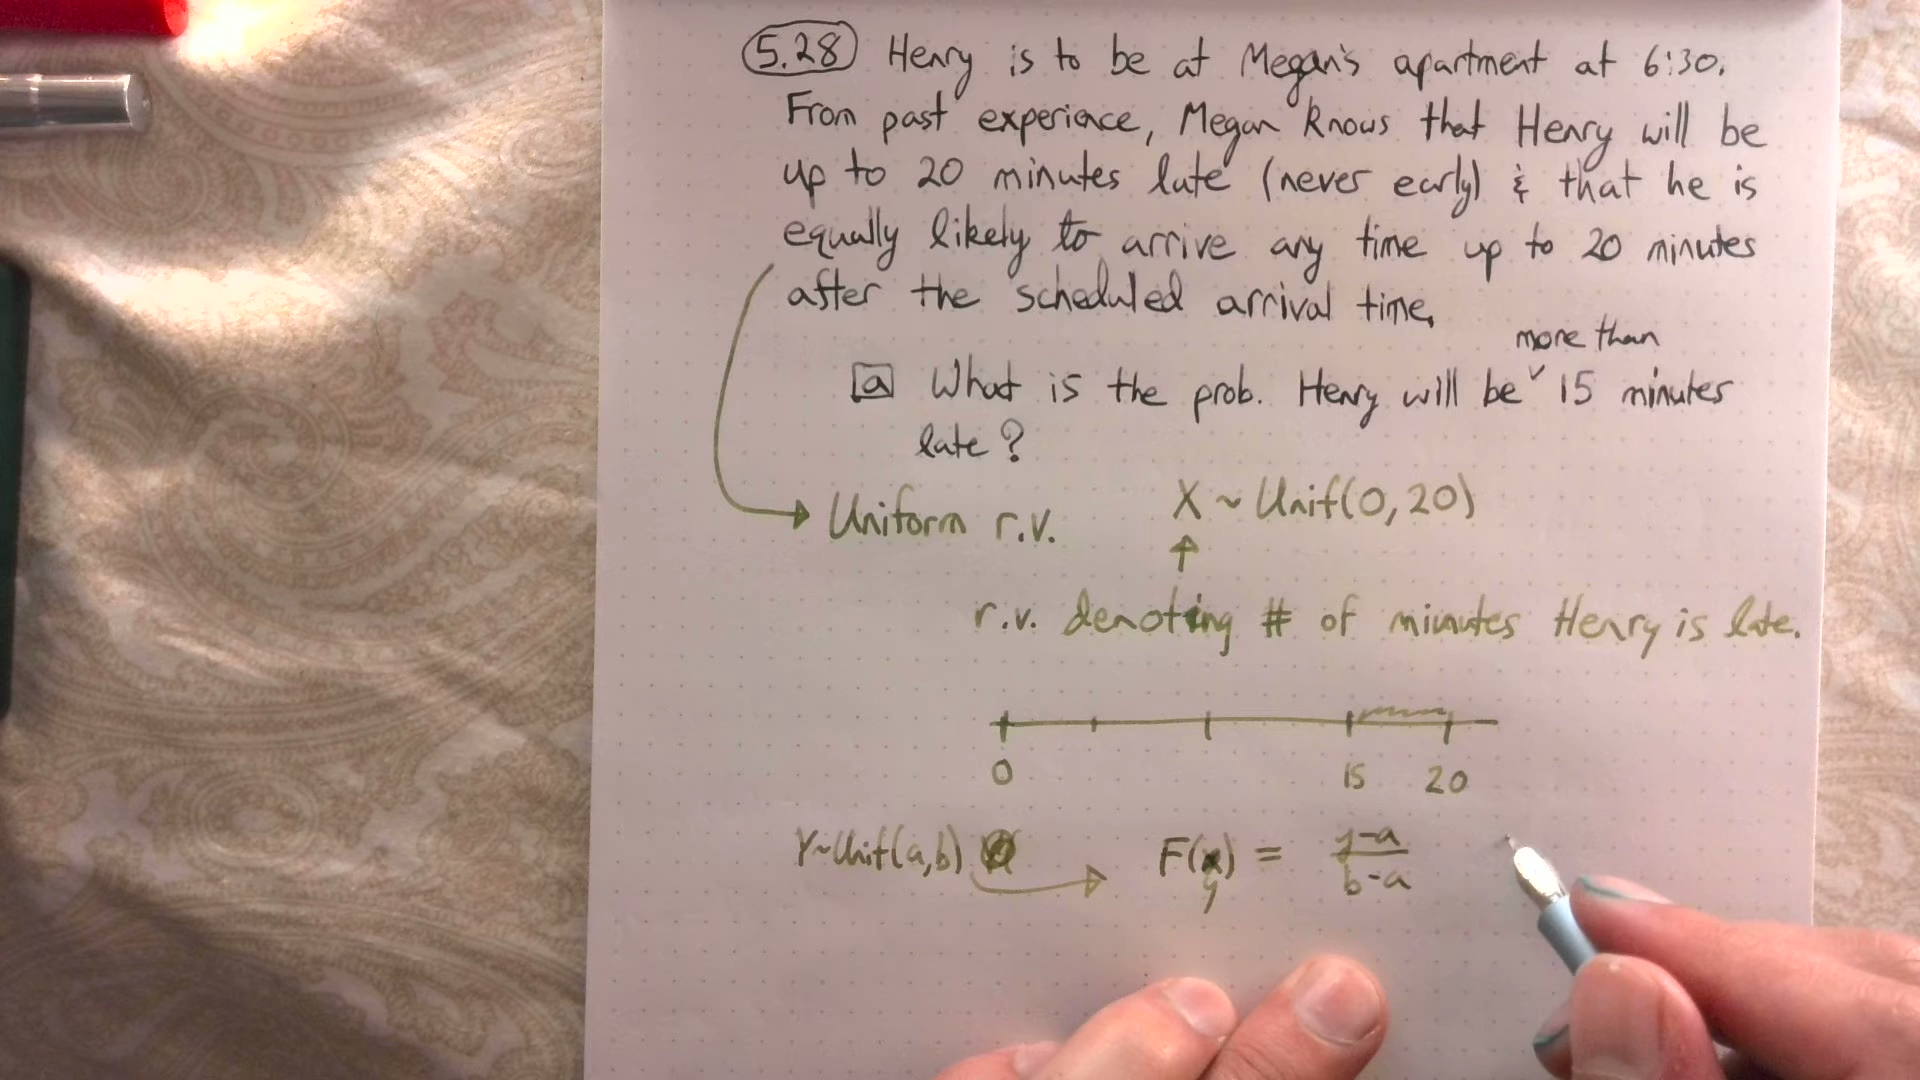 5.28 Henry is to be at Megan's apartment at 6:30.
From past experience, Megan knows that Henry will be
up to 20 minutes late (never early) & that he is
equally likely to arrive any time up to 20 minutes
after the scheduled arrival time.
more than
a What is the prob. Henry will be ˅ 15 minutes
late?
Uniform r.v. X ~ Unif(0, 20)
r.v. denoting # of minutes Henry is late.
0 15 20
Y~Unif(a,b) F(y) = y-a
b-a